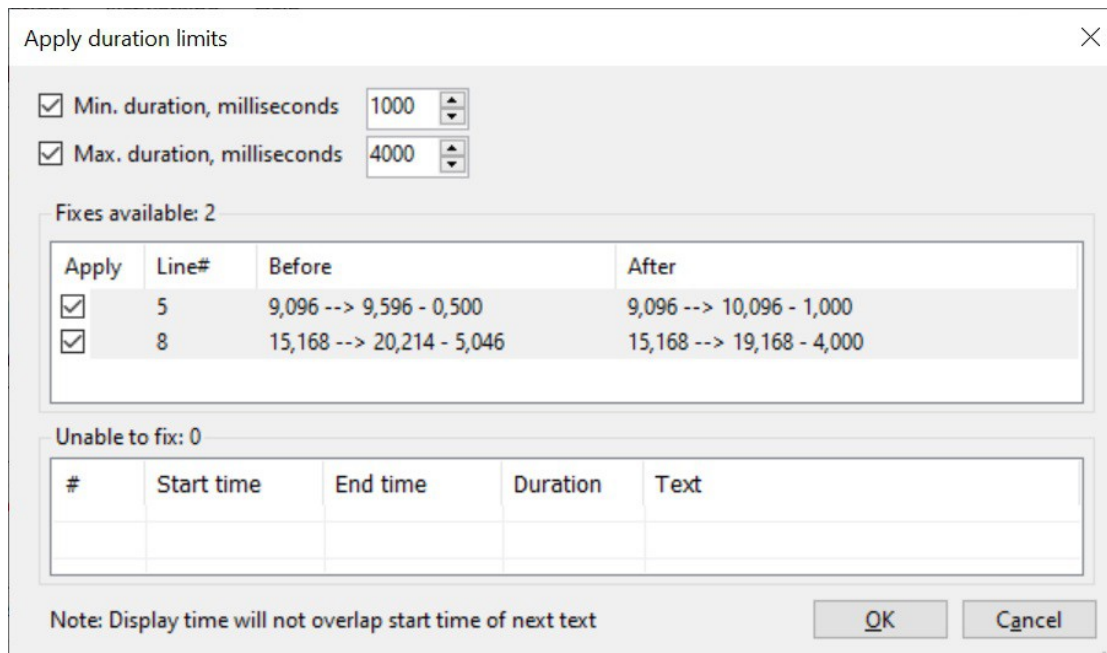 Apply duration limits
Min. duration, milliseconds 1000
Max. duration, milliseconds 4000
Fixes available: 2
Apply Line# Before After
5 9,096 --> 9,596 - 0,500 9,096 --> 10,096 - 1,000
8 15,168 --> 20,214 - 5,046 15,168 --> 19,168 - 4,000
Unable to fix: 0
# Start time End time Duration Text
Note: Display time will not overlap start time of next text OK Cancel